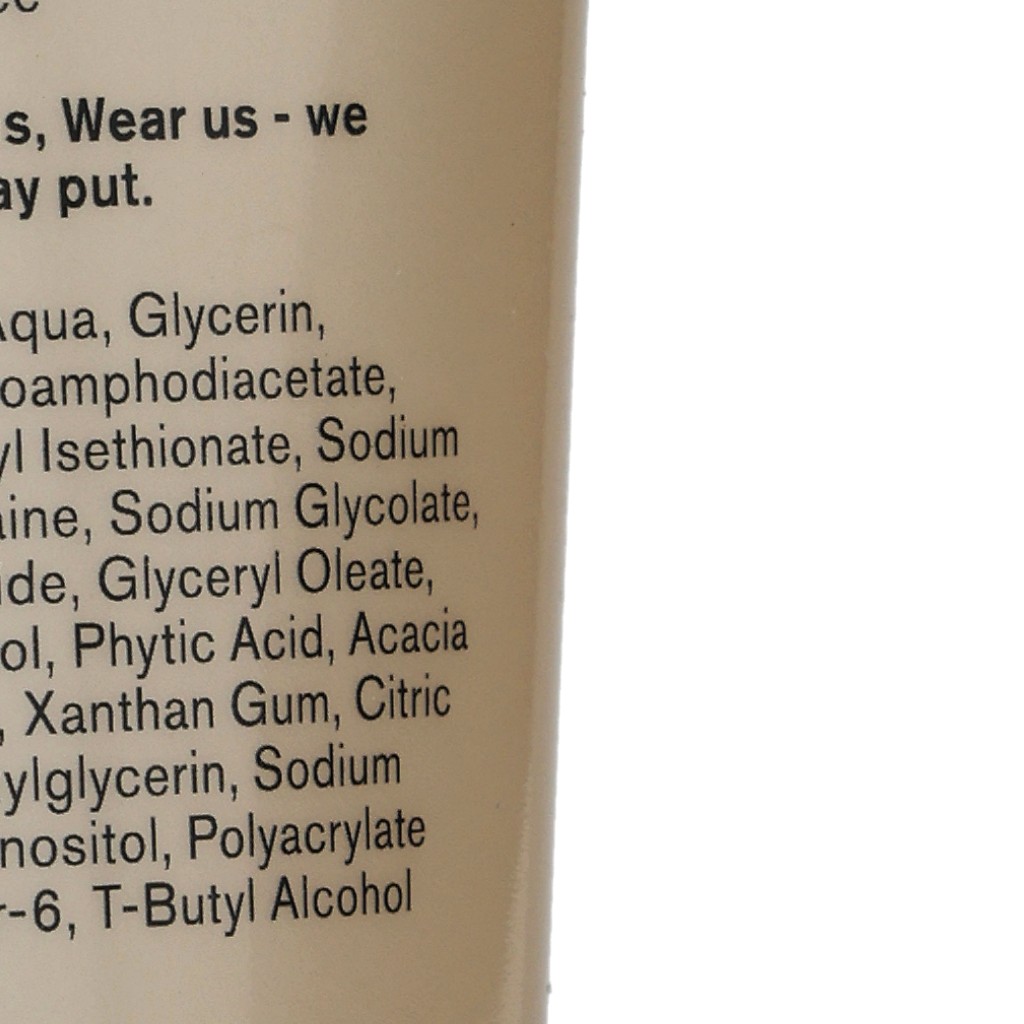 s, Wear us - we
ay put.
Aqua, Glycerin,
oamphodiacetate,
yl Isethionate, Sodium
ine, Sodium Glycolate,
ide, Glyceryl Oleate,
ol, Phytic Acid, Acacia
, Xanthan Gum, Citric
ylglycerin, Sodium
nositol, Polyacrylate
r-6, T-Butyl Alcohol